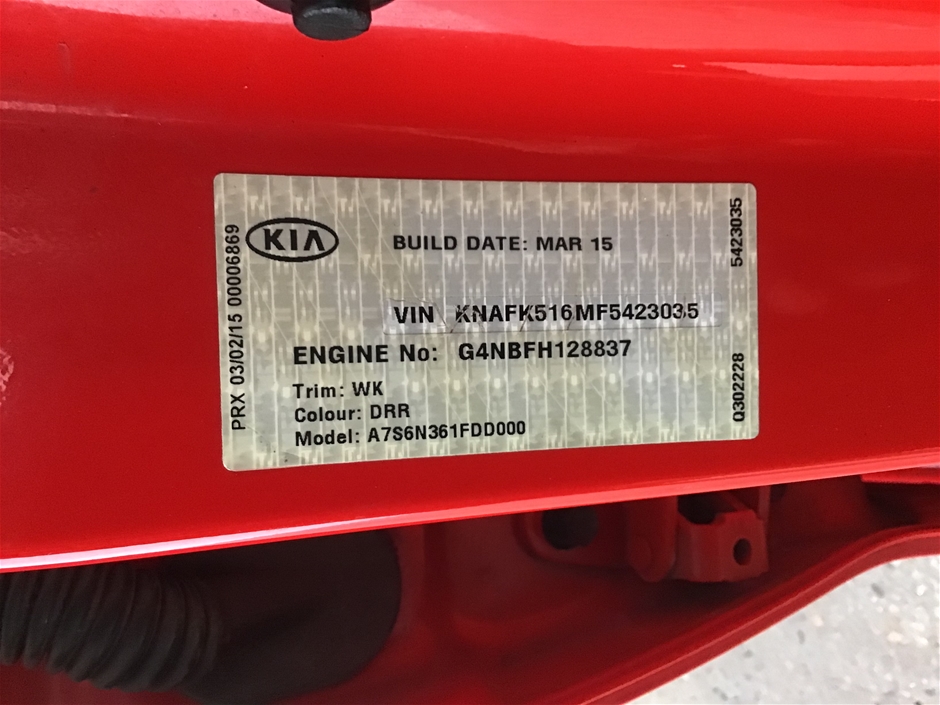 KIA
BUILD DATE: MAR 15
VIN KNAFK516MF5423035
ENGINE No: G4NBFH128837
Trim: WK
Colour: DRR
Model: A7S6N361FDD000
PRX 03/02/15 00006869
5423035
Q302228